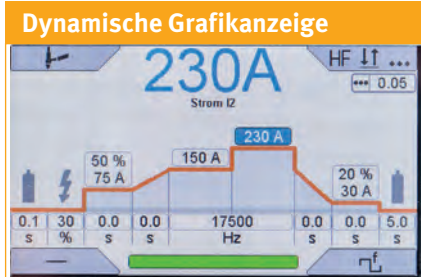 Dynamische Grafikanzeige
HF ↓↑ ...
230A
Strom I2
••• 0.05
230 A
50 %
75 A
150 A
20 %
30 A
0.1 30 0.0 0.0 17500 0.0 0.0 5.0
s % s s Hz s s s
f